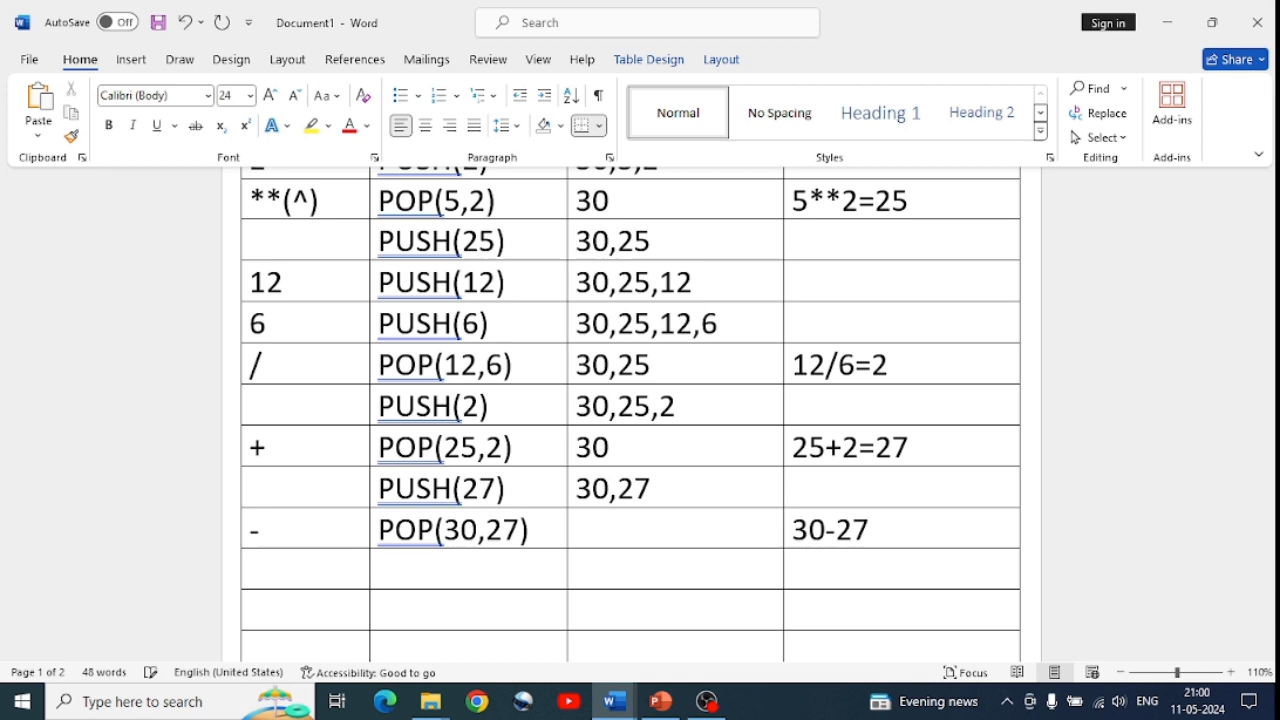 AutoSave Off Document1 - Word Search Sign in
File Home Insert Draw Design Layout References Mailings Review View Help Table Design Layout Share
Paste Calibri (Body) 24 Aa Normal No Spacing Heading 1 Heading 2 Find Replace Select Add-ins
Clipboard Font Paragraph Styles Editing Add-ins
**(^) POP(5,2) 30 5**2=25
PUSH(25) 30,25
12 PUSH(12) 30,25,12
6 PUSH(6) 30,25,12,6
/ POP(12,6) 30,25 12/6=2
PUSH(2) 30,25,2
+ POP(25,2) 30 25+2=27
PUSH(27) 30,27
- POP(30,27) 30-27
Page 1 of 2 48 words English (United States) Accessibility: Good to go Focus 110%
Type here to search Evening news ENG 21:00
11-05-2024